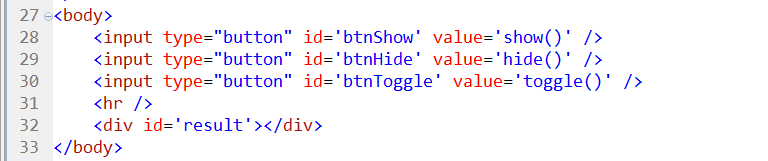 27 <body>
28 <input type="button" id='btnShow' value='show()' />
29 <input type="button" id='btnHide' value='hide()' />
30 <input type="button" id='btnToggle' value='toggle()' />
31 <hr />
32 <div id='result'></div>
33 </body>